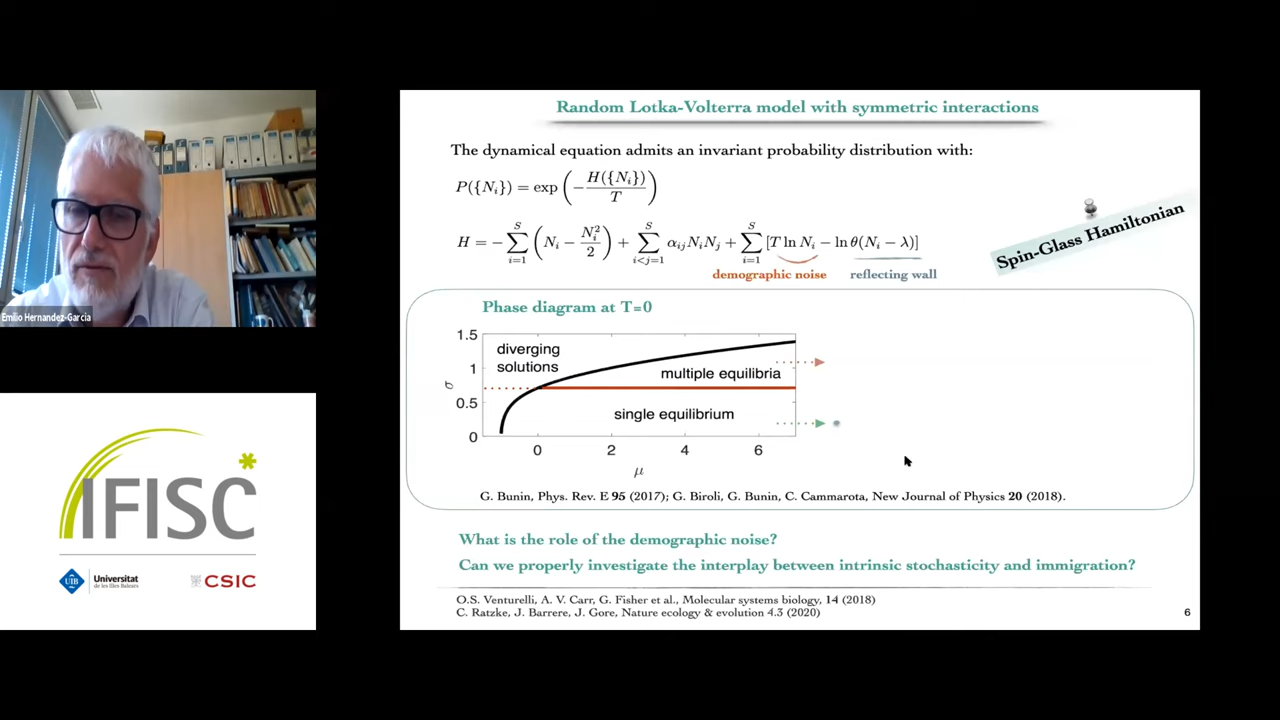 Random Lotka-Volterra model with symmetric interactions
The dynamical equation admits an invariant probability distribution with:
P({N_i}) = exp(−H({N_i})/T)
H = −∑_{i=1}^{S} (N_i − N_i^2/2) + ∑_{i<j=1}^{S} α_{ij}N_iN_j + ∑_{i=1}^{S} [T ln N_i − ln θ(N_i − λ)]
demographic noise
reflecting wall
Spin-Glass Hamiltonian
Phase diagram at T=0
1.5
1
0.5
0
σ
diverging
solutions
multiple equilibria
single equilibrium
0 2 4 6
μ
G. Bunin, Phys. Rev. E 95 (2017); G. Biroli, G. Bunin, C. Cammarota, New Journal of Physics 20 (2018).
What is the role of the demographic noise?
Can we properly investigate the interplay between intrinsic stochasticity and immigration?
O.S. Venturelli, A. V. Carr, G. Fisher et al., Molecular systems biology, 14 (2018)
C. Ratzke, J. Barrere, J. Gore, Nature ecology & evolution 4.3 (2020)
6
Emilio Hernandez-Garcia
IFISC
UIB
Universitat
de les Illes Balears
CSIC